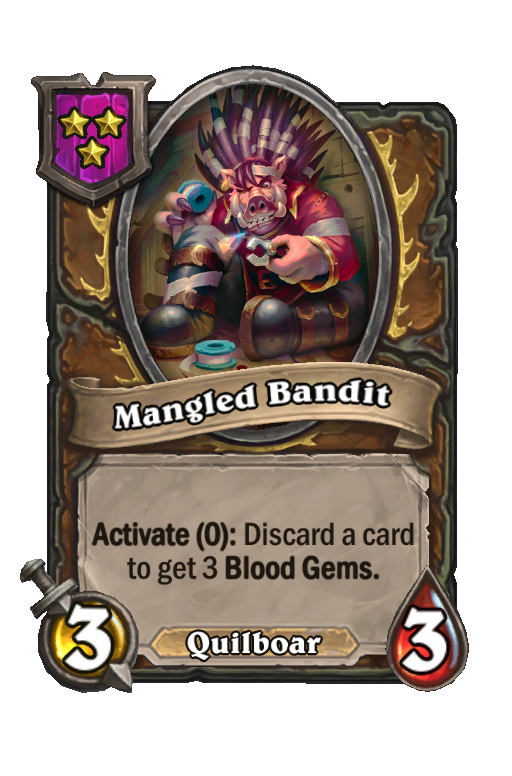 Mangled Bandit
Activate (0): Discard a card
to get 3 Blood Gems.
3
Quilboar
3